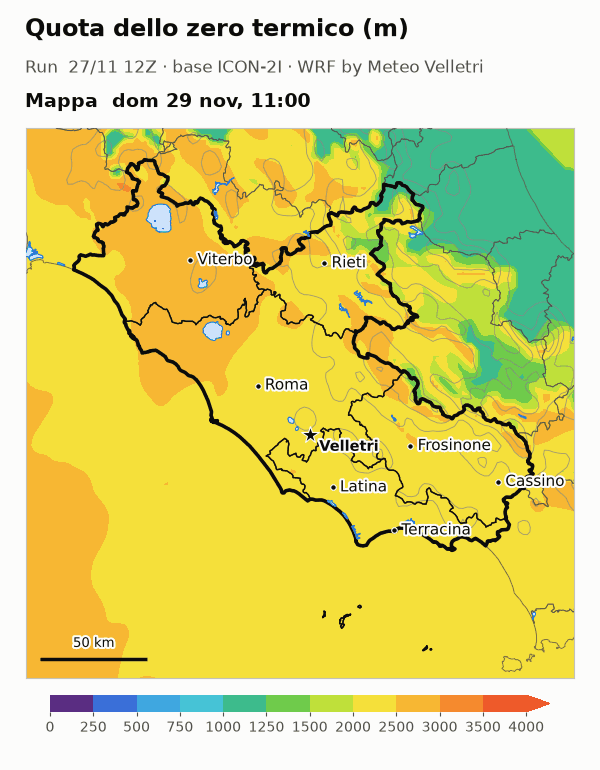 Quota dello zero termico (m)
Run 27/11 12Z · base ICON-2I · WRF by Meteo Velletri
Mappa dom 29 nov, 11:00
Viterbo
Rieti
Roma
Velletri
Frosinone
Cassino
Latina
Terracina
50 km
0 250 500 750 1000 1250 1500 2000 2500 3000 3500 4000